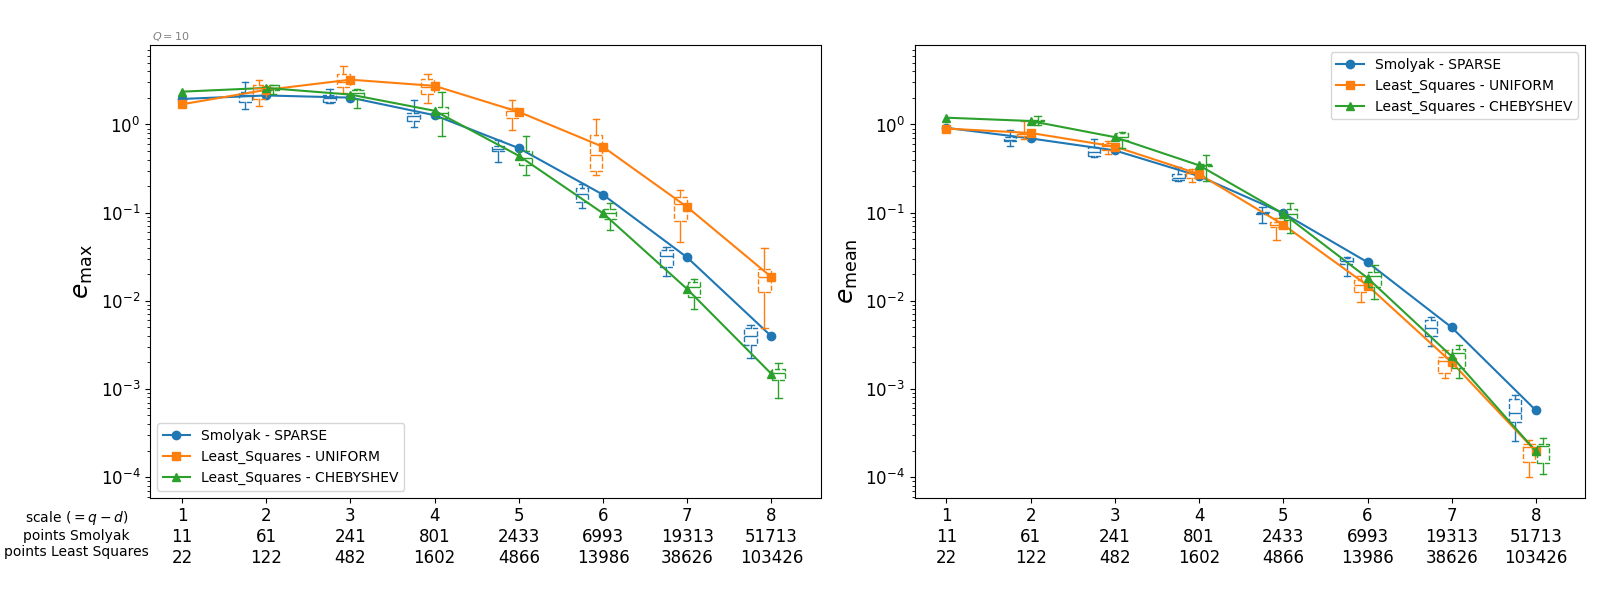 Q = 10
10^0
10^-1
10^-2
10^-3
10^-4
e_max
Smolyak - SPARSE
Least_Squares - UNIFORM
Least_Squares - CHEBYSHEV
10^0
10^-1
10^-2
10^-3
10^-4
e_mean
Smolyak - SPARSE
Least_Squares - UNIFORM
Least_Squares - CHEBYSHEV
scale (= q − d) 1 2 3 4 5 6 7 8 1 2 3 4 5 6 7 8
points Smolyak 11 61 241 801 2433 6993 19313 51713 11 61 241 801 2433 6993 19313 51713
points Least Squares 22 122 482 1602 4866 13986 38626 103426 22 122 482 1602 4866 13986 38626 103426